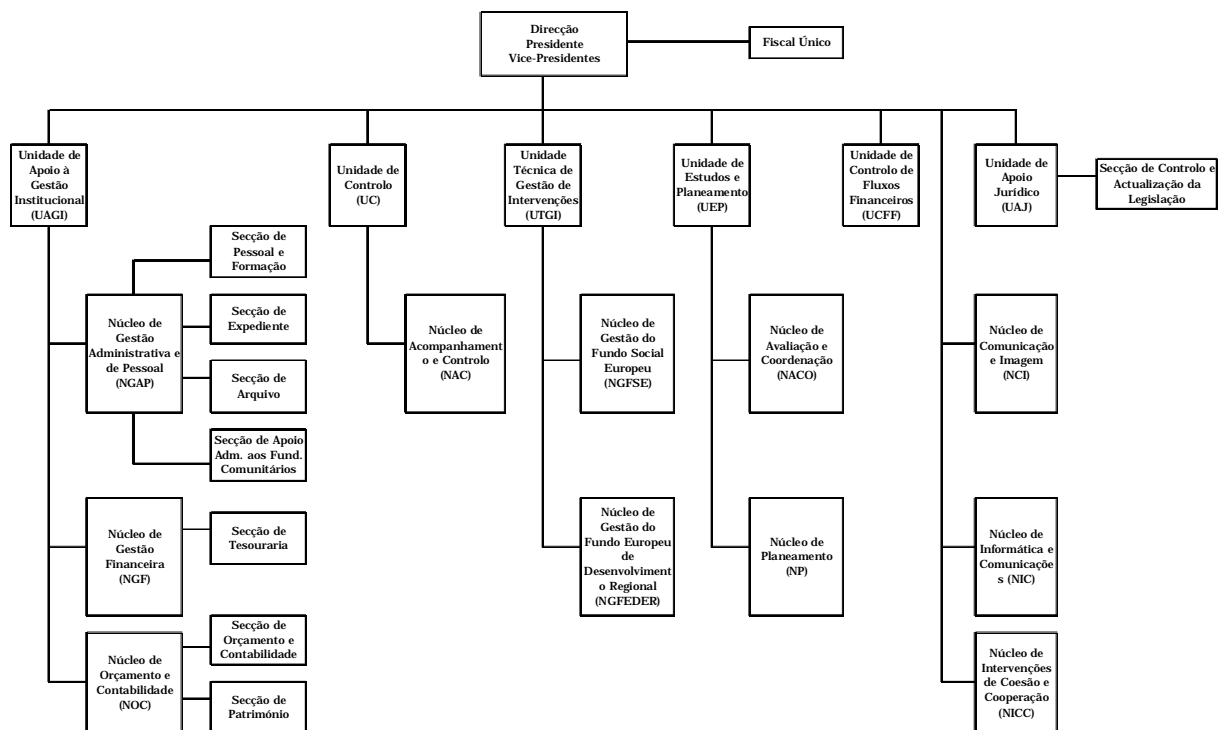 Direcção
Presidente
Vice-Presidentes
Fiscal Único
Unidade de
Apoio à
Gestão
Institucional
(UAGI)
Unidade de
Controlo
(UC)
Unidade
Técnica de
Gestão de
Intervenções
(UTGI)
Unidade de
Estudos e
Planeamento
(UEP)
Unidade de
Controlo de
Fluxos
Financeiros
(UCFF)
Unidade de
Apoio
Jurídico
(UAJ)
Secção de Controlo e
Actualização da
Legislação
Secção de
Pessoal e
Formação
Núcleo de
Gestão
Administrativa e
de Pessoal
(NGAP)
Secção de
Expediente
Secção de
Arquivo
Secção de Apoio
Adm. aos Fund.
Comunitários
Núcleo de
Acompanhament
o e Controlo
(NAC)
Núcleo de
Gestão do
Fundo Social
Europeu
(NGFSE)
Núcleo de
Avaliação e
Coordenação
(NACO)
Núcleo de
Comunicação
e Imagem
(NCI)
Núcleo de
Gestão
Financeira
(NGF)
Secção de
Tesouraria
Núcleo de
Gestão do
Fundo Europeu
de
Desenvolviment
o Regional
(NGFEDER)
Núcleo de
Planeamento
(NP)
Núcleo de
Informática e
Comunicaçõe
s (NIC)
Núcleo de
Orçamento e
Contabilidade
(NOC)
Secção de
Orçamento e
Contabilidade
Secção de
Património
Núcleo de
Intervenções
de Coesão e
Cooperação
(NICC)